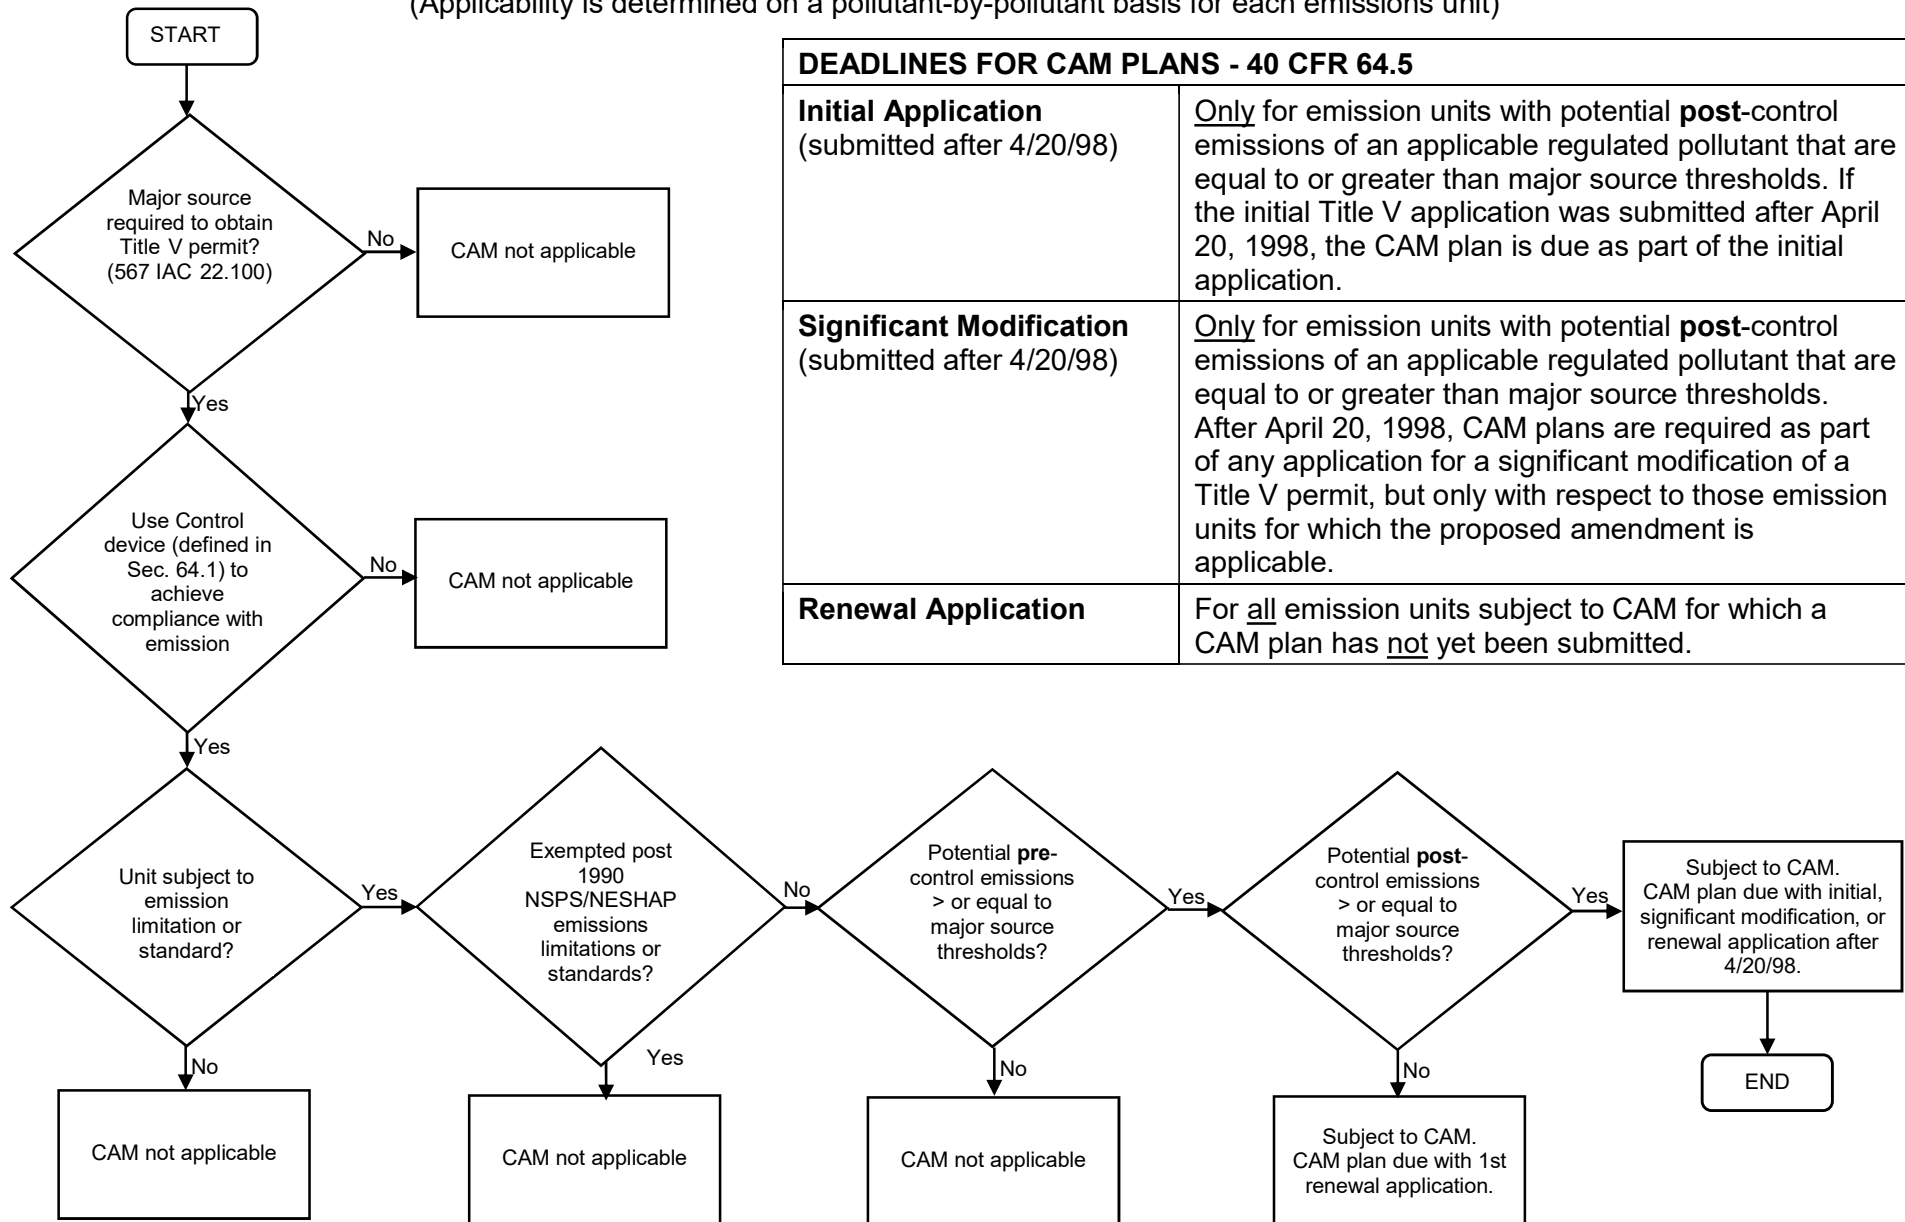 (Applicability is determined on a pollutant-by-pollutant basis for each emissions unit)
START
DEADLINES FOR CAM PLANS - 40 CFR 64.5
Initial Application
(submitted after 4/20/98)
Only for emission units with potential post-control
emissions of an applicable regulated pollutant that are
equal to or greater than major source thresholds. If
the initial Title V application was submitted after April
20, 1998, the CAM plan is due as part of the initial
application.
Significant Modification
(submitted after 4/20/98)
Only for emission units with potential post-control
emissions of an applicable regulated pollutant that are
equal to or greater than major source thresholds.
After April 20, 1998, CAM plans are required as part
of any application for a significant modification of a
Title V permit, but only with respect to those emission
units for which the proposed amendment is
applicable.
Renewal Application
For all emission units subject to CAM for which a
CAM plan has not yet been submitted.
Major source
required to obtain
Title V permit?
(567 IAC 22.100)
No
CAM not applicable
Yes
Use Control
device (defined in
Sec. 64.1) to
achieve
compliance with
emission
No
CAM not applicable
Yes
Unit subject to
emission
limitation or
standard?
Yes
No
CAM not applicable
Exempted post
1990
NSPS/NESHAP
emissions
limitations or
standards?
No
Yes
CAM not applicable
Potential pre-
control emissions
> or equal to
major source
thresholds?
Yes
No
CAM not applicable
Potential post-
control emissions
> or equal to
major source
thresholds?
Yes
No
Subject to CAM.
CAM plan due with 1st
renewal application.
Subject to CAM.
CAM plan due with initial,
significant modification, or
renewal application after
4/20/98.
END